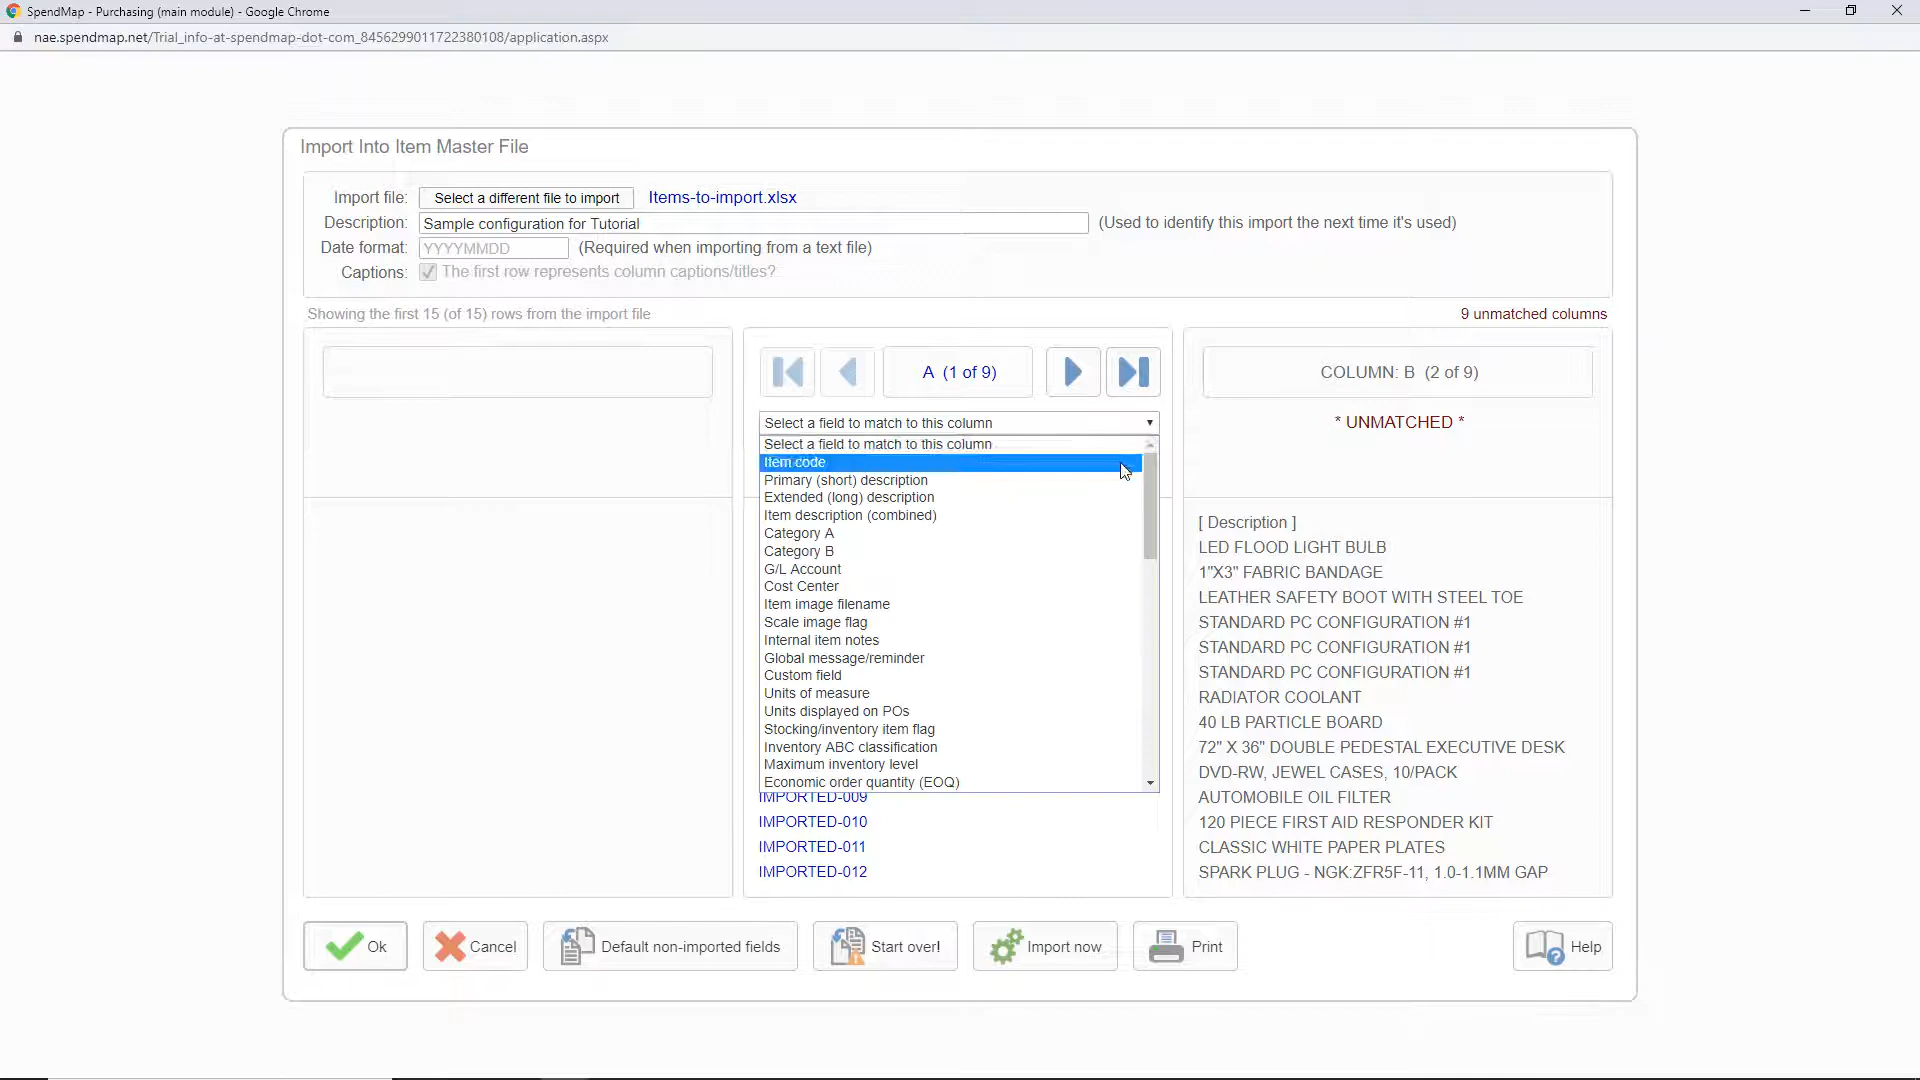 SpendMap - Purchasing (main module) - Google Chrome
nae.spendmap.net/Trial_info-at-spendmap-dot-com_8456299011722380108/application.aspx
Import Into Item Master File
Import file: Select a different file to import Items-to-import.xlsx
Description: Sample configuration for Tutorial (Used to identify this import the next time it's used)
Date format: YYYYMMDD (Required when importing from a text file)
Captions: The first row represents column captions/titles?
Showing the first 15 (of 15) rows from the import file
9 unmatched columns
A (1 of 9)
Select a field to match to this column
Select a field to match to this column
Item code
Primary (short) description
Extended (long) description
Item description (combined)
Category A
Category B
G/L Account
Cost Center
Item image filename
Scale image flag
Internal item notes
Global message/reminder
Custom field
Units of measure
Units displayed on POs
Stocking/inventory item flag
Inventory ABC classification
Maximum inventory level
Economic order quantity (EOQ)
IMPORTED-009
IMPORTED-010
IMPORTED-011
IMPORTED-012
COLUMN: B (2 of 9)
* UNMATCHED *
[ Description ]
LED FLOOD LIGHT BULB
1"X3" FABRIC BANDAGE
LEATHER SAFETY BOOT WITH STEEL TOE
STANDARD PC CONFIGURATION #1
STANDARD PC CONFIGURATION #1
STANDARD PC CONFIGURATION #1
RADIATOR COOLANT
40 LB PARTICLE BOARD
72" X 36" DOUBLE PEDESTAL EXECUTIVE DESK
DVD-RW, JEWEL CASES, 10/PACK
AUTOMOBILE OIL FILTER
120 PIECE FIRST AID RESPONDER KIT
CLASSIC WHITE PAPER PLATES
SPARK PLUG - NGK:ZFR5F-11, 1.0-1.1MM GAP
Ok Cancel Default non-imported fields Start over! Import now Print Help